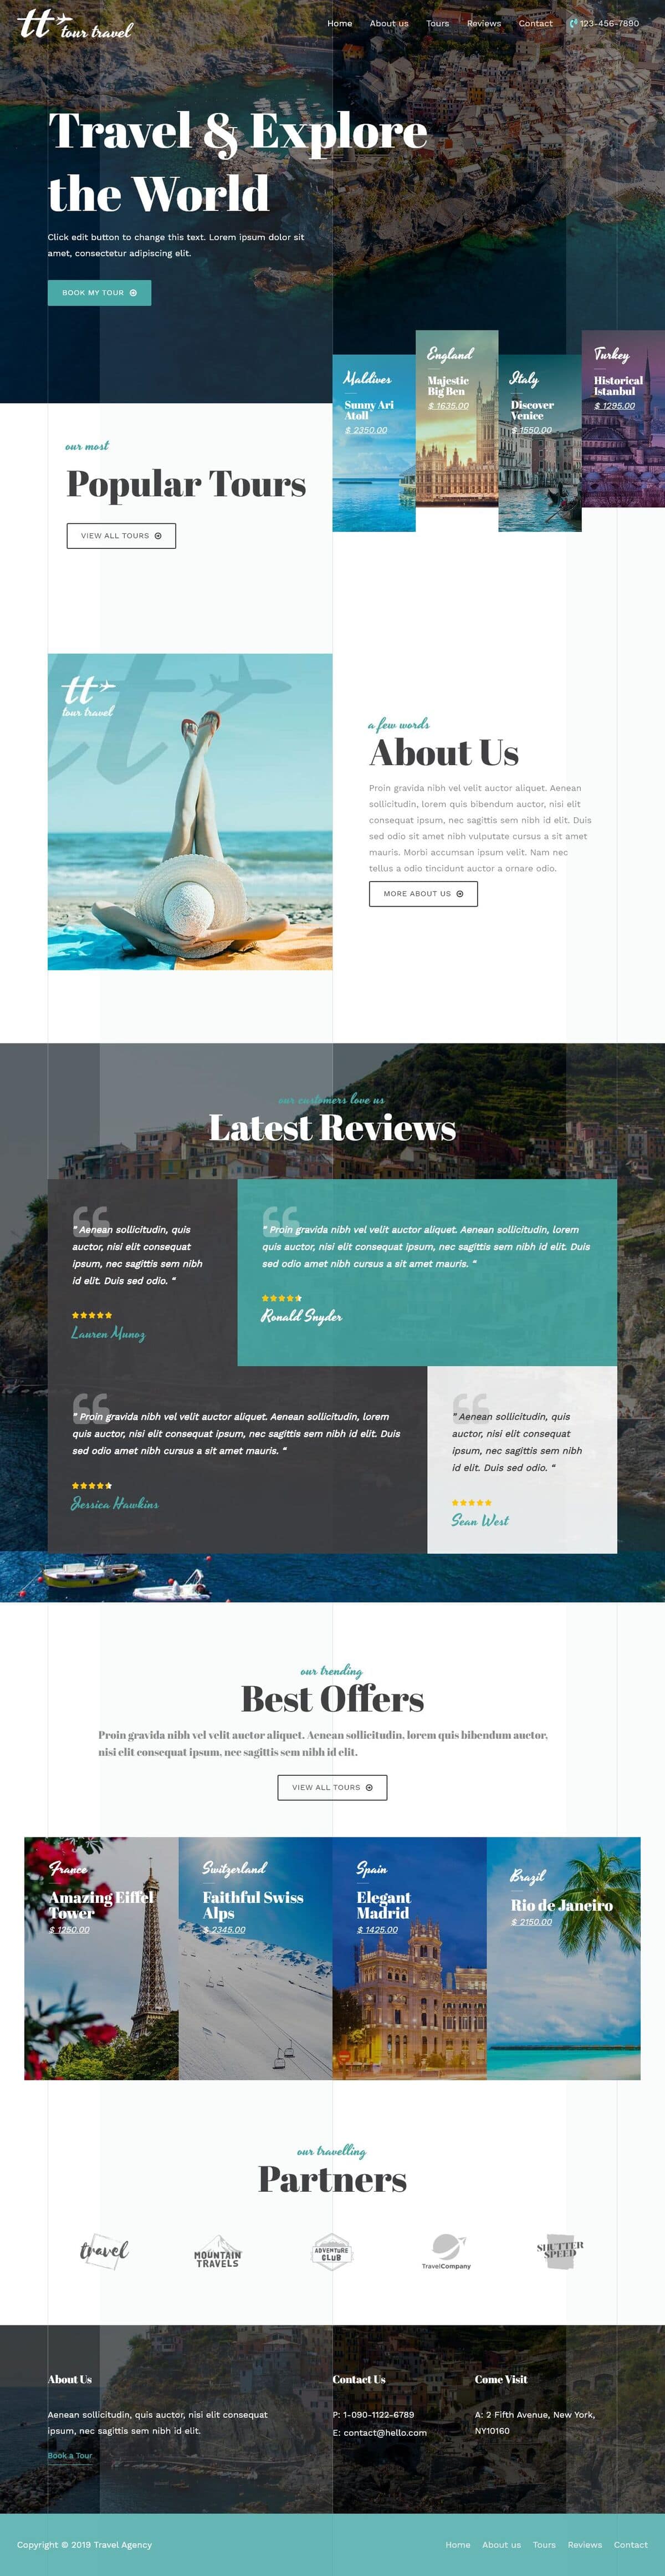 tt
tour travel
Home About us Tours Reviews Contact 123-456-7890
Travel & Explore
the World
Click edit button to change this text. Lorem ipsum dolor sit
amet, consectetur adipiscing elit.
BOOK MY TOUR
Maldives
Sunny Ari
Atoll
$ 2350.00
England
Majestic
Big Ben
$ 1635.00
Italy
Discover
Venice
$ 1550.00
Turkey
Historical
Istanbul
$ 1295.00
our most
Popular Tours
VIEW ALL TOURS
tt
tour travel
a few words
About Us
Proin gravida nibh vel velit auctor aliquet. Aenean
sollicitudin, lorem quis bibendum auctor, nisi elit
consequat ipsum, nec sagittis sem nibh id elit. Duis
sed odio sit amet nibh vulputate cursus a sit amet
mauris. Morbi accumsan ipsum velit. Nam nec
tellus a odio tincidunt auctor a ornare odio.
MORE ABOUT US
our customers love us
Latest Reviews
" Aenean sollicitudin, quis
auctor, nisi elit consequat
ipsum, nec sagittis sem nibh
id elit. Duis sed odio. “
Lauren Munoz
" Proin gravida nibh vel velit auctor aliquet. Aenean sollicitudin, lorem
quis auctor, nisi elit consequat ipsum, nec sagittis sem nibh id elit. Duis
sed odio amet nibh cursus a sit amet mauris. “
Ronald Snyder
" Proin gravida nibh vel velit auctor aliquet. Aenean sollicitudin, lorem
quis auctor, nisi elit consequat ipsum, nec sagittis sem nibh id elit. Duis
sed odio amet nibh cursus a sit amet mauris. “
Jessica Hawkins
" Aenean sollicitudin, quis
auctor, nisi elit consequat
ipsum, nec sagittis sem nibh
id elit. Duis sed odio. “
Sean West
our trending
Best Offers
Proin gravida nibh vel velit auctor aliquet. Aenean sollicitudin, lorem quis bibendum auctor,
nisi elit consequat ipsum, nec sagittis sem nibh id elit.
VIEW ALL TOURS
France
Amazing Eiffel
Tower
$ 1250.00
Switzerland
Faithful Swiss
Alps
$ 2345.00
Spain
Elegant
Madrid
$ 1425.00
Brazil
Rio de Janeiro
$ 2150.00
our travelling
Partners
travel
MOUNTAIN
TRAVELS
ADVENTURE
CLUB
TravelCompany
SHUTTER
SPEED
About Us
Aenean sollicitudin, quis auctor, nisi elit consequat
ipsum, nec sagittis sem nibh id elit.
Book a Tour
Contact Us
P: 1-090-1122-6789
E: contact@hello.com
Come Visit
A: 2 Fifth Avenue, New York,
NY10160
Copyright © 2019 Travel Agency
Home About us Tours Reviews Contact